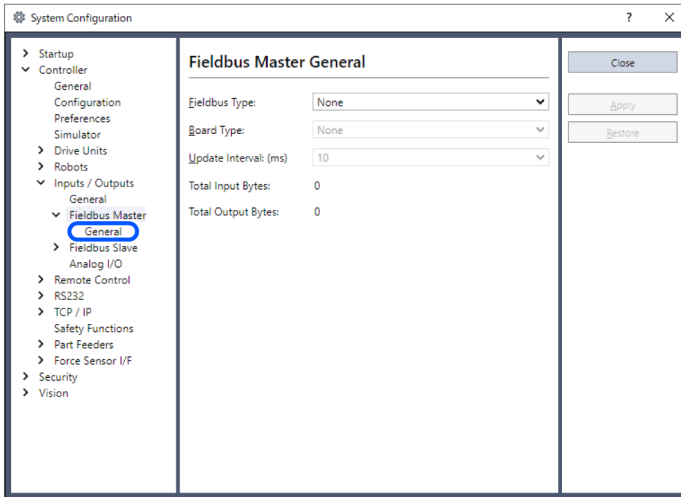 System Configuration
?
Startup
Controller
General
Configuration
Preferences
Simulator
Drive Units
Robots
Inputs / Outputs
General
Fieldbus Master
General
Fieldbus Slave
Analog I/O
Remote Control
RS232
TCP / IP
Safety Functions
Part Feeders
Force Sensor I/F
Security
Vision
Fieldbus Master General
Fieldbus Type: None
Board Type: None
Update Interval: (ms) 10
Total Input Bytes: 0
Total Output Bytes: 0
Close
Apply
Restore